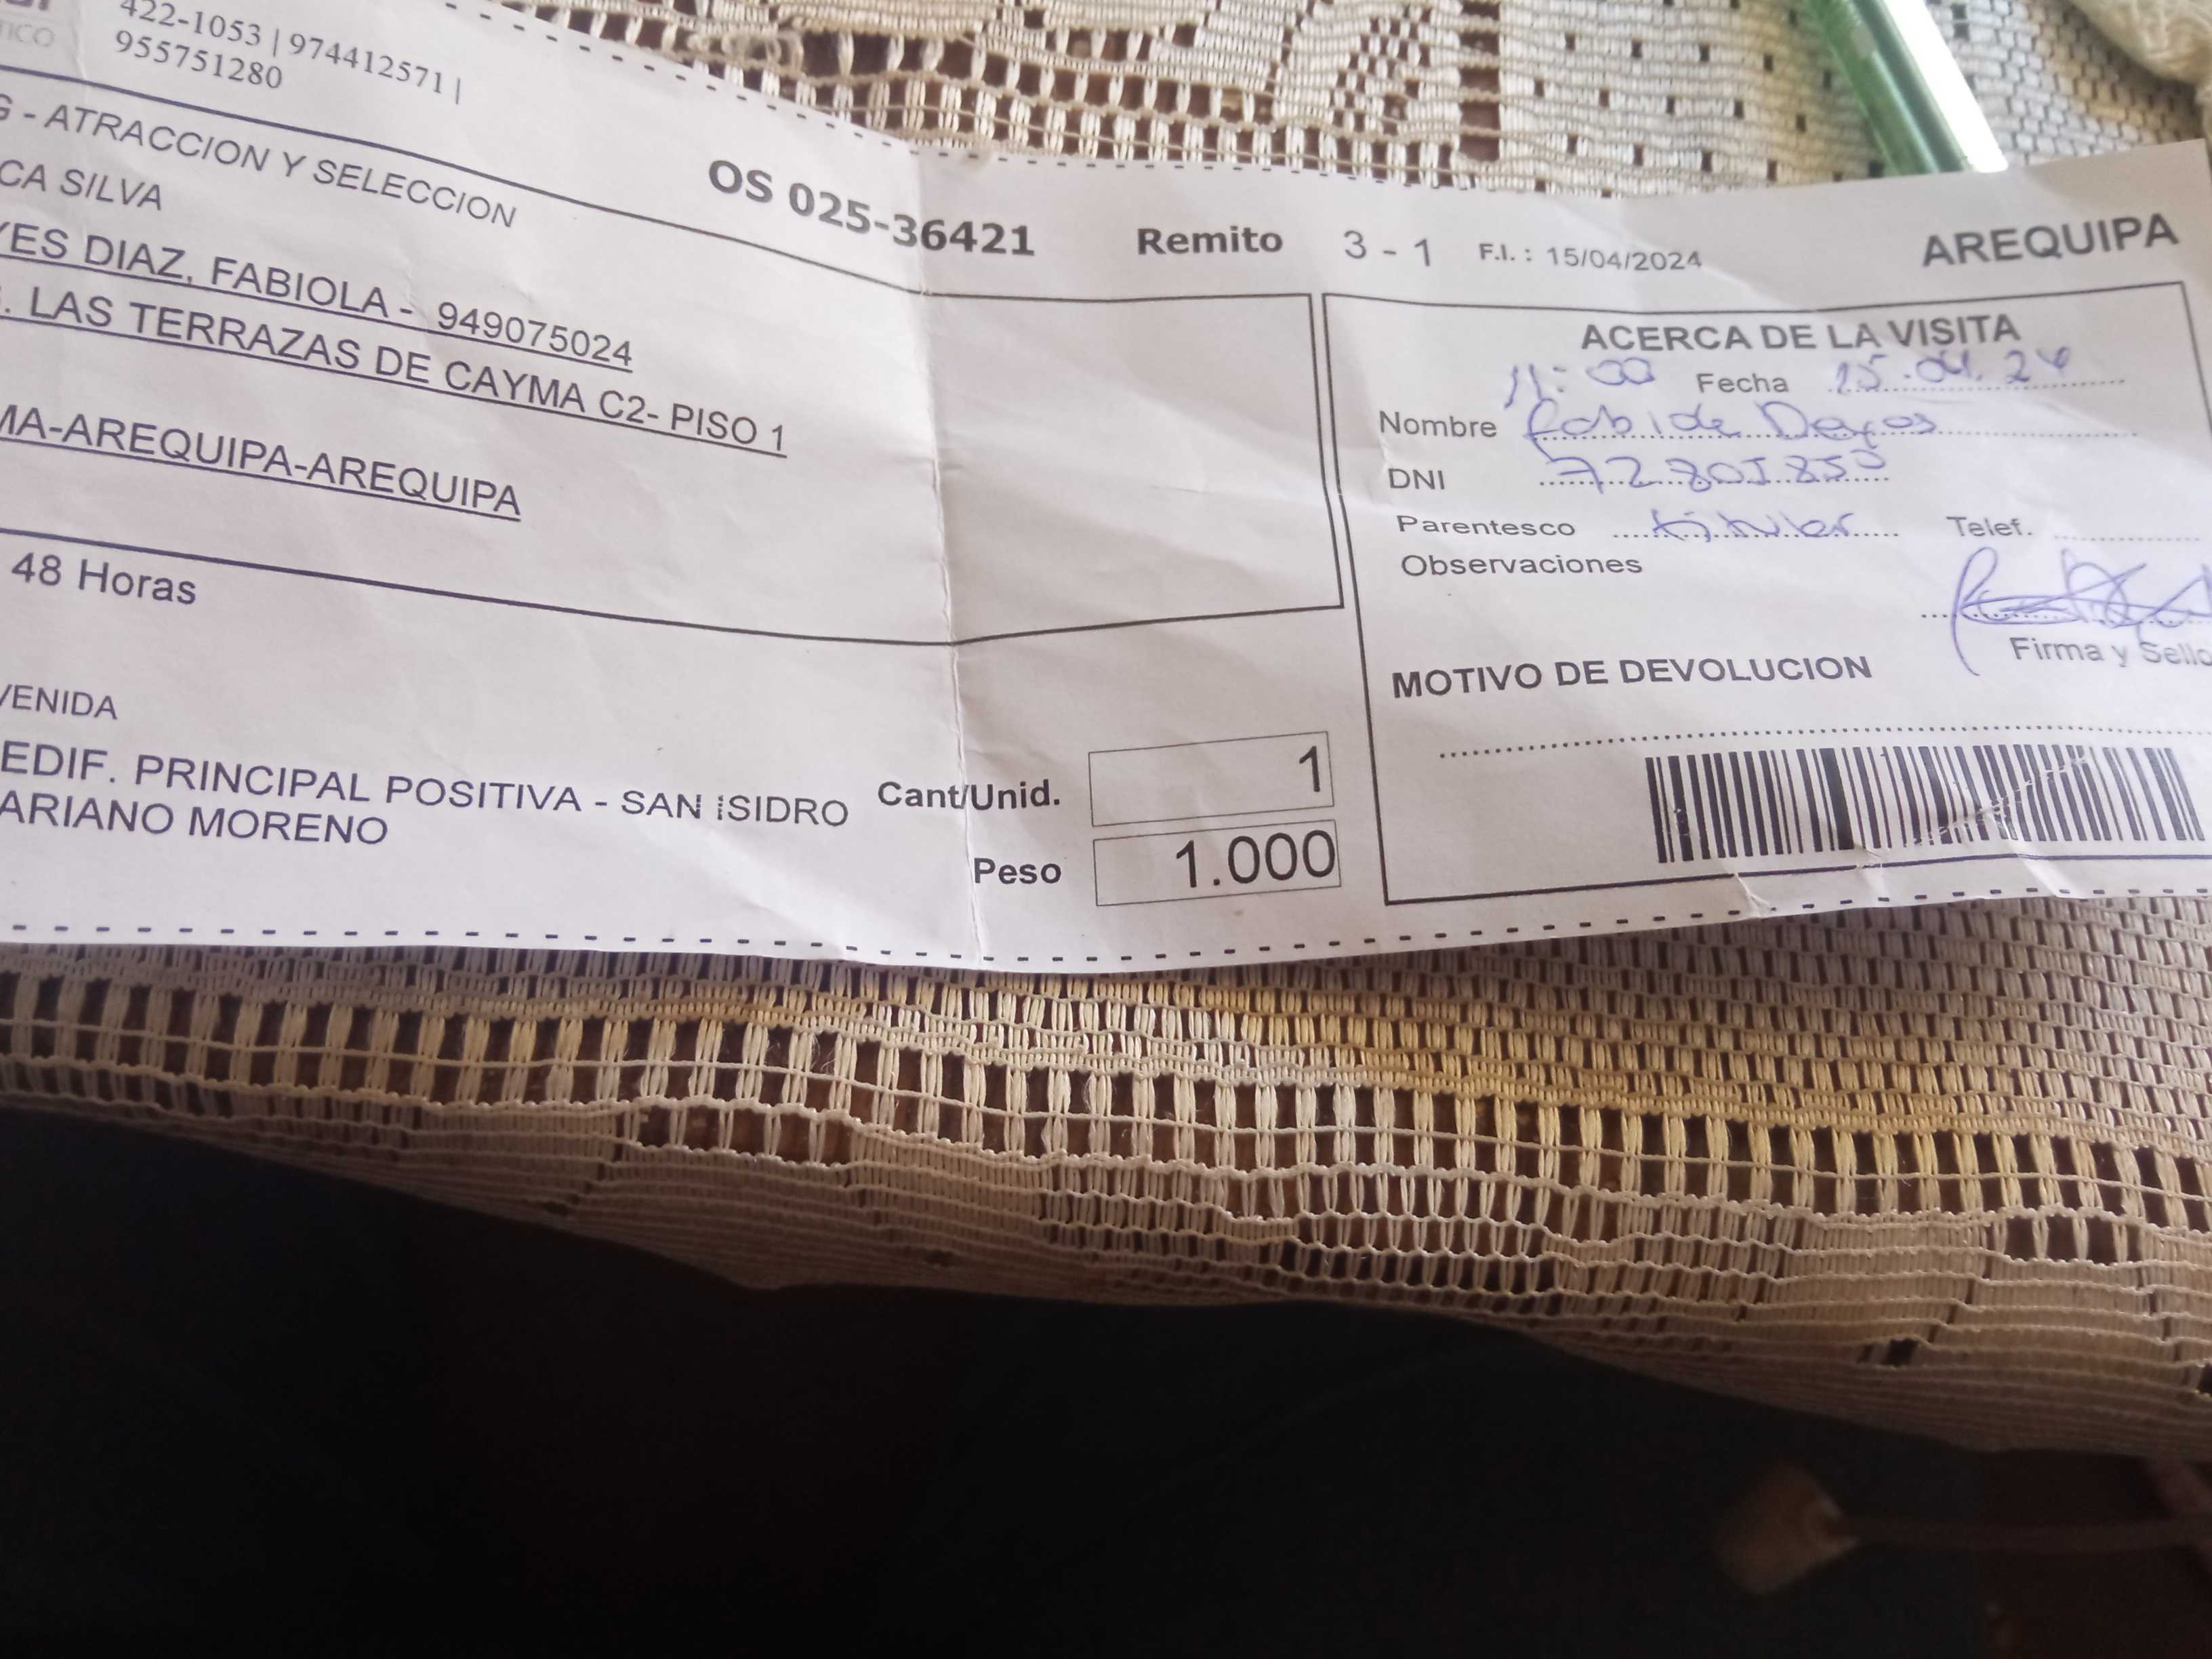 TICO
422-1053 | 974412571 |
955751280
G - ATRACCION Y SELECCION
CA SILVA
YES DIAZ, FABIOLA - 949075024
. LAS TERRAZAS DE CAYMA C2- PISO 1
MA-AREQUIPA-AREQUIPA
48 Horas
VENIDA
EDIF. PRINCIPAL POSITIVA - SAN ISIDRO
ARIANO MORENO
OS 025-36421 Remito 3 - 1 F.I. : 15/04/2024 AREQUIPA
Cant/Unid. 1
Peso 1.000
ACERCA DE LA VISITA
11:00 Fecha 15.04.24
Nombre
DNI
Parentesco Titular Telef.
Observaciones
Firma y Sello
MOTIVO DE DEVOLUCION